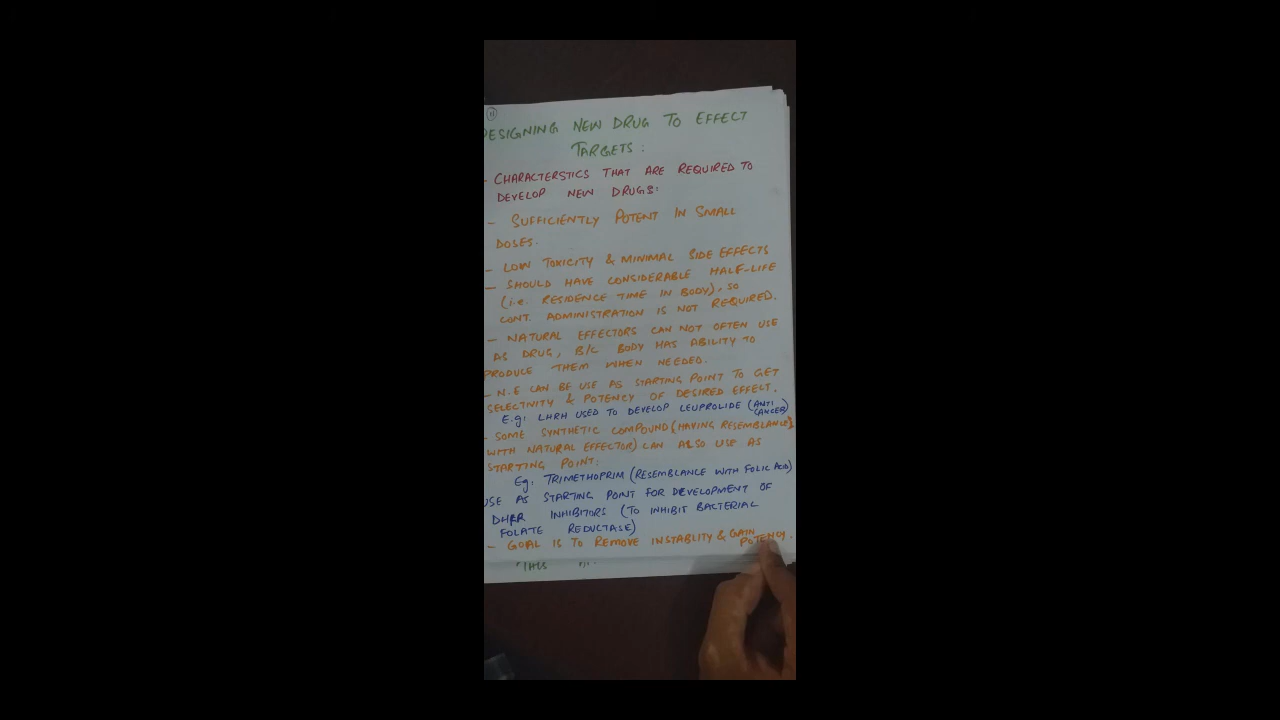 11
DESIGNING NEW DRUG TO EFFECT
TARGETS:
- CHARACTERSTICS THAT ARE REQUIRED TO
DEVELOP NEW DRUGS:
- SUFFICIENTLY POTENT IN SMALL
DOSES.
- LOW TOXICITY & MINIMAL SIDE EFFECTS
- SHOULD HAVE CONSIDERABLE HALF-LIFE
(i.e. RESIDENCE TIME IN BODY), SO
CONT. ADMINISTRATION IS NOT REQUIRED.
- NATURAL EFFECTORS CAN NOT OFTEN USE
AS DRUG, B/C BODY HAS ABILITY TO
PRODUCE THEM WHEN NEEDED.
- N.E CAN BE USE AS STARTING POINT TO GET
SELECTIVITY & POTENCY OF DESIRED EFFECT.
E.g: LHRH USED TO DEVELOP LEUPROLIDE (ANTI CANCER)
- SOME SYNTHETIC COMPOUND (HAVING RESEMBLANCE
WITH NATURAL EFFECTOR) CAN ALSO USE AS
STARTING POINT:
Eg: TRIMETHOPRIM (RESEMBLANCE WITH FOLIC ACID)
USE AS STARTING POINT FOR DEVELOPMENT OF
DHFR INHIBITORS (TO INHIBIT BACTERIAL
FOLATE REDUCTASE)
- GOAL IS TO REMOVE INSTABLITY & GAIN
POTENCY.